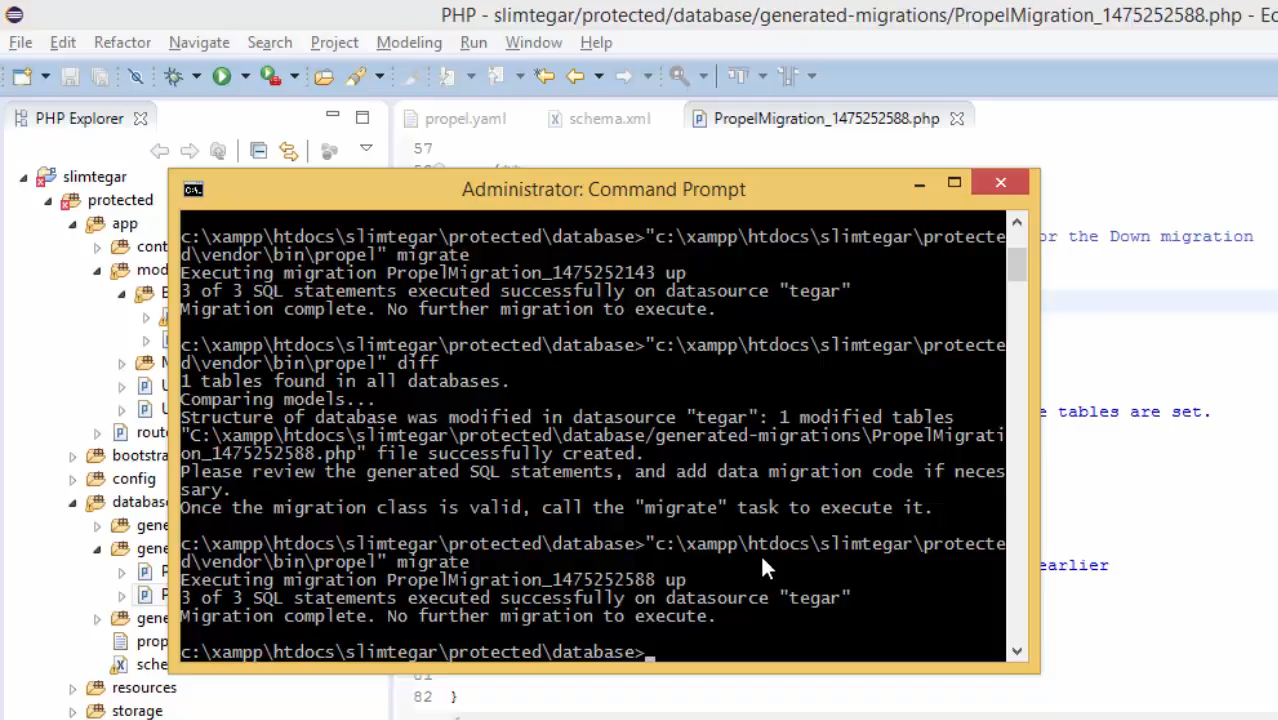 PHP - slimtegar/protected/database/generated-migrations/PropelMigration_1475252588.php - Ec
File Edit Refactor Navigate Search Project Modeling Run Window Help
PHP Explorer
propel.yaml
schema.xml
PropelMigration_1475252588.php
57
slimtegar
protected
app
cont
mod
E
N
U
U
rout
bootstra
config
databas
gene
gene
P
P
gene
prop
sche
resources
storage
/**
or the Down migration
e tables are set.
earlier
82 }
Administrator: Command Prompt
c:\xampp\htdocs\slimtegar\protected\database>"c:\xampp\htdocs\slimtegar\protecte
d\vendor\bin\propel" migrate
Executing migration PropelMigration_1475252143 up
3 of 3 SQL statements executed successfully on datasource "tegar"
Migration complete. No further migration to execute.
c:\xampp\htdocs\slimtegar\protected\database>"c:\xampp\htdocs\slimtegar\protecte
d\vendor\bin\propel" diff
1 tables found in all databases.
Comparing models...
Structure of database was modified in datasource "tegar": 1 modified tables
"C:\xampp\htdocs\slimtegar\protected\database/generated-migrations\PropelMigrati
on_1475252588.php" file successfully created.
Please review the generated SQL statements, and add data migration code if neces
sary.
Once the migration class is valid, call the "migrate" task to execute it.
c:\xampp\htdocs\slimtegar\protected\database>"c:\xampp\htdocs\slimtegar\protecte
d\vendor\bin\propel" migrate
Executing migration PropelMigration_1475252588 up
3 of 3 SQL statements executed successfully on datasource "tegar"
Migration complete. No further migration to execute.
c:\xampp\htdocs\slimtegar\protected\database>